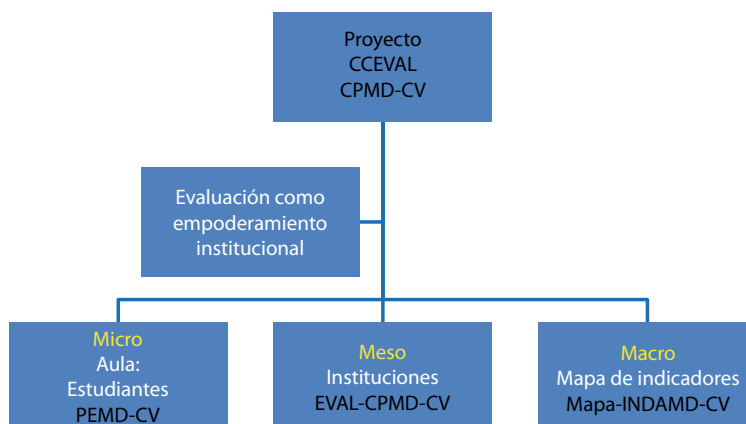 Proyecto
CCEVAL
CPMD-CV
Evaluación como
empoderamiento
institucional
Micro
Aula:
Estudiantes
PEMD-CV
Meso
Instituciones
EVAL-CPMD-CV
Macro
Mapa de indicadores
Mapa-INDAMD-CV